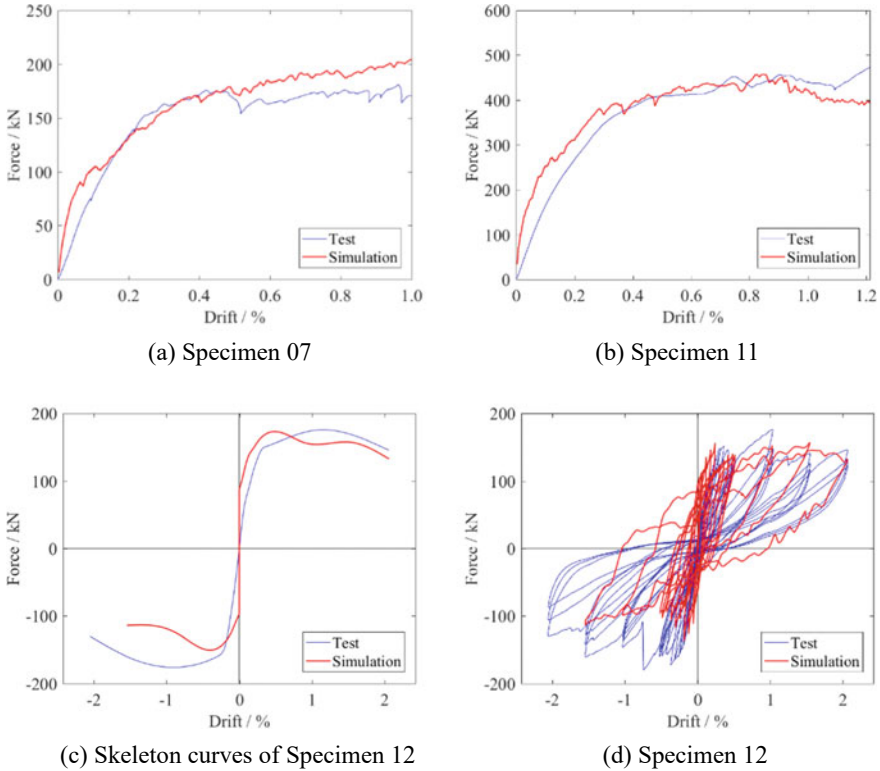 250
200
150
100
50
0
Force / kN
Test
Simulation
0 0.2 0.4 0.6 0.8 1.0
Drift / %
(a) Specimen 07
600
500
400
300
200
100
0
Force / kN
Test
Simulation
0 0.2 0.4 0.6 0.8 1.0 1.2
Drift / %
(b) Specimen 11
200
100
0
-100
-200
Force / kN
Test
Simulation
-2 -1 0 1 2
Drift / %
(c) Skeleton curves of Specimen 12
200
100
0
-100
-200
Force / kN
Test
Simulation
-2 -1 0 1 2
Drift / %
(d) Specimen 12